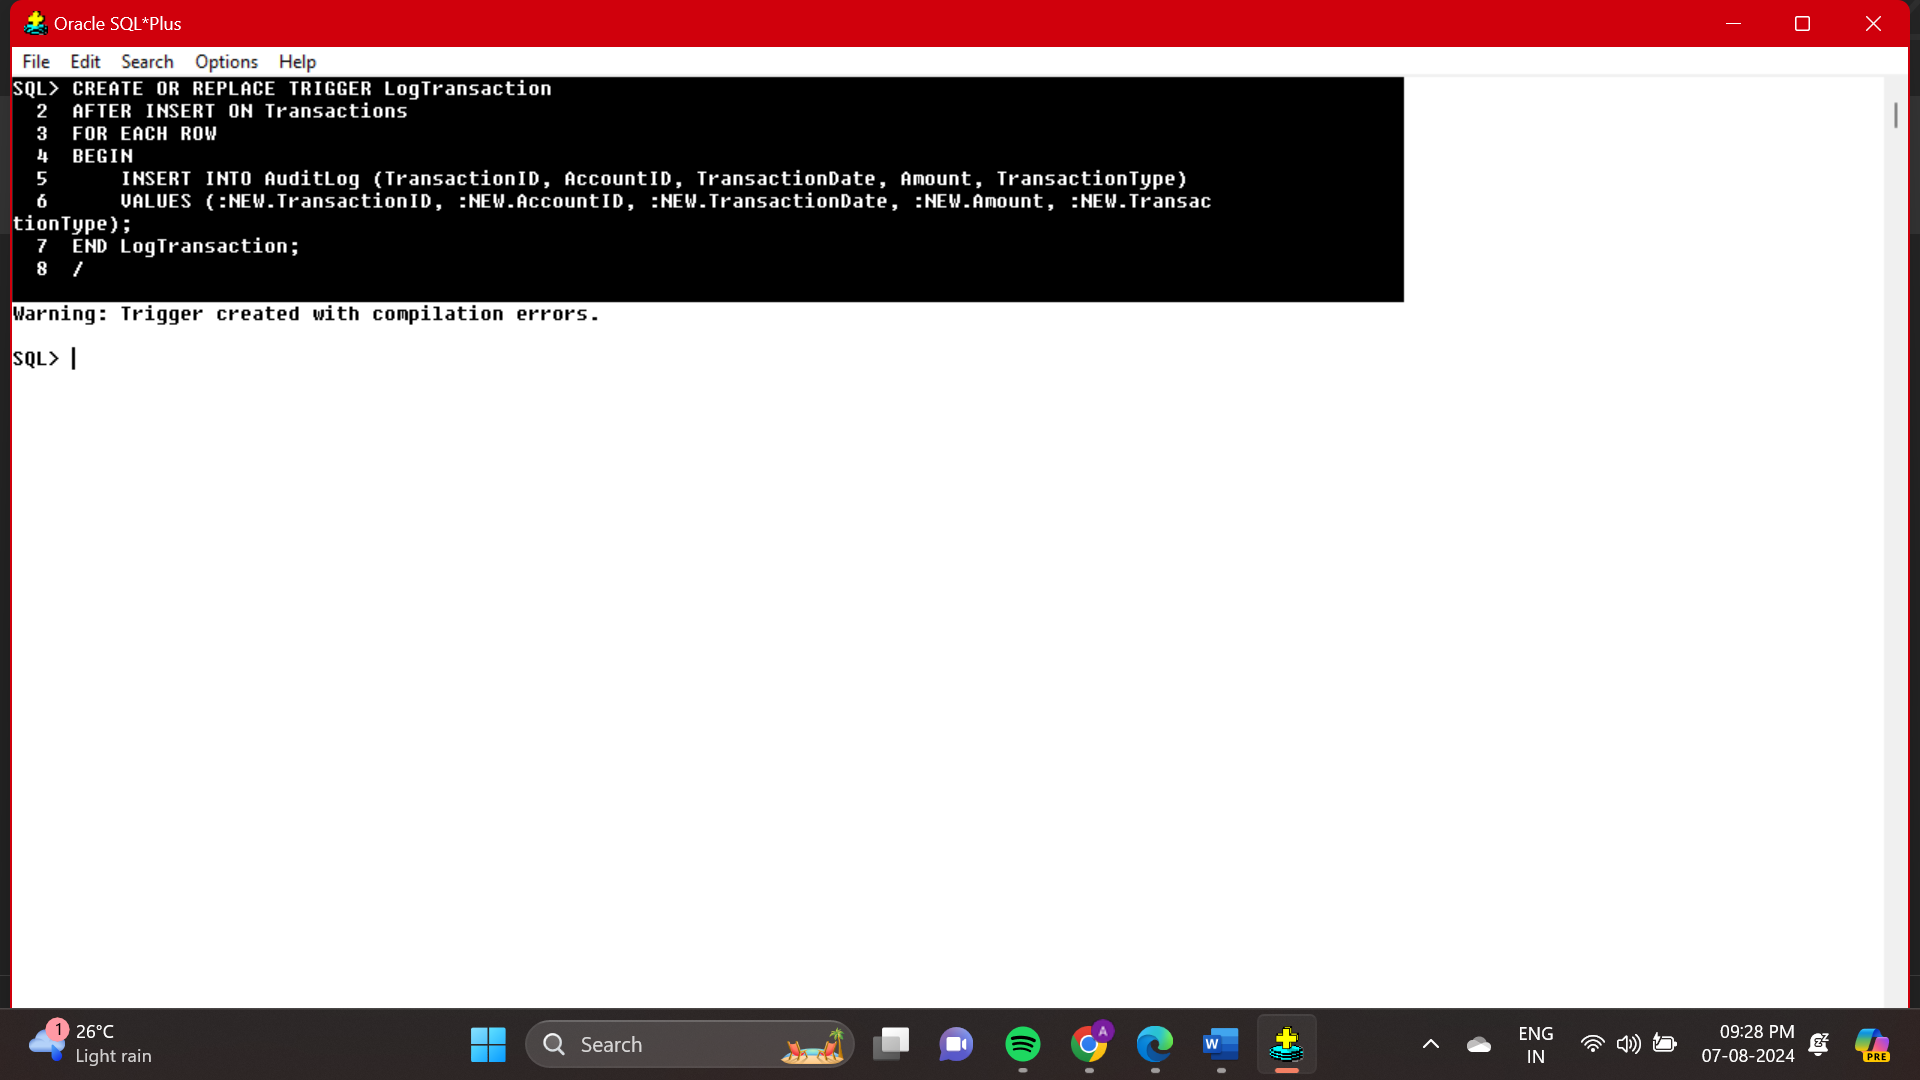 Oracle SQL*Plus
File Edit Search Options Help
SQL> CREATE OR REPLACE TRIGGER LogTransaction
2 AFTER INSERT ON Transactions
3 FOR EACH ROW
4 BEGIN
5 INSERT INTO AuditLog (TransactionID, AccountID, TransactionDate, Amount, TransactionType)
6 VALUES (:NEW.TransactionID, :NEW.AccountID, :NEW.TransactionDate, :NEW.Amount, :NEW.Transac
tionType);
7 END LogTransaction;
8 /
Warning: Trigger created with compilation errors.
SQL>
1
26°C
Light rain
Search
A
W
ENG
IN
09:28 PM
07-08-2024
PRE